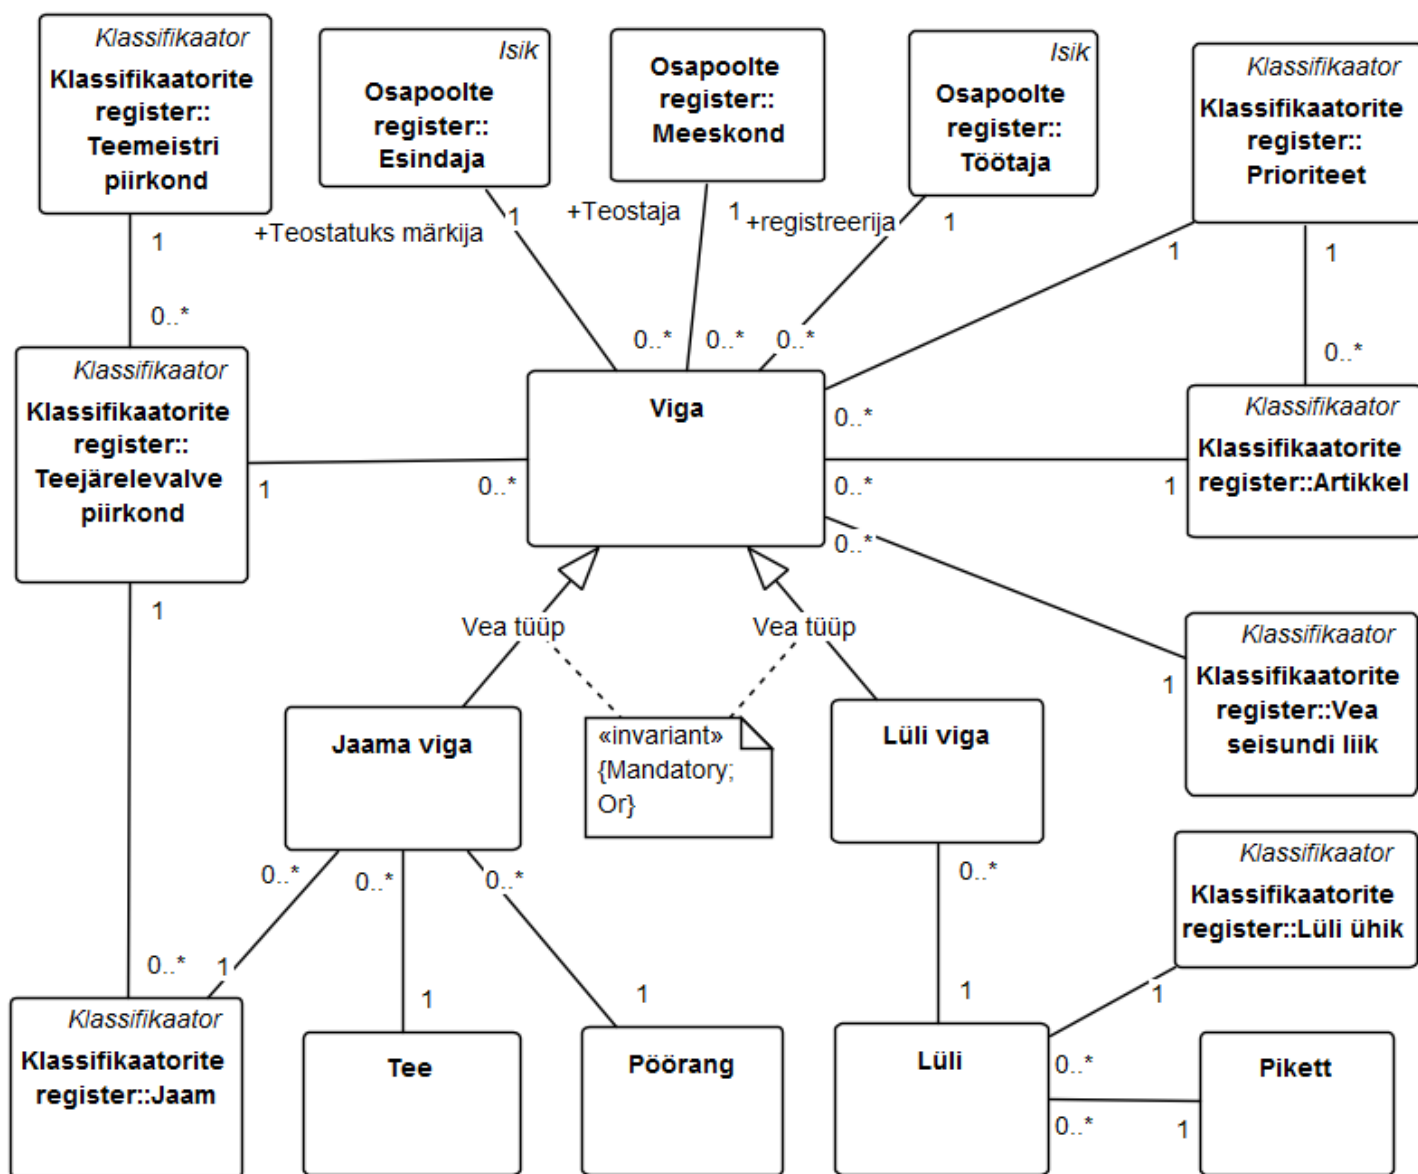 Klassifikaator
Klassifikaatorite
register::
Teemeistri
piirkond
Isik
Osapoolte
register::
Esindaja
Osapoolte
register::
Meeskond
Isik
Osapoolte
register::
Töötaja
Klassifikaator
Klassifikaatorite
register::
Prioriteet
+Teostatuks märkija
1
+Teostaja
1
+registreerija
1
1
1
1
0..*
0..*
0..*
0..*
0..*
Klassifikaator
Klassifikaatorite
register::
Teejärelevalve
piirkond
Viga
0..*
Klassifikaator
Klassifikaatorite
register::Artikkel
1
0..*
0..*
1
0..*
1
Vea tüüp
Vea tüüp
Klassifikaator
Klassifikaatorite
register::Vea
seisundi liik
1
Jaama viga
«invariant»
{Mandatory;
Or}
Lüli viga
0..*
0..*
0..*
0..*
Klassifikaator
Klassifikaatorite
register::Lüli ühik
0..*
1
1
1
1
1
Klassifikaator
Klassifikaatorite
register::Jaam
Tee
Pöörang
Lüli
0..*
Pikett
0..*
1